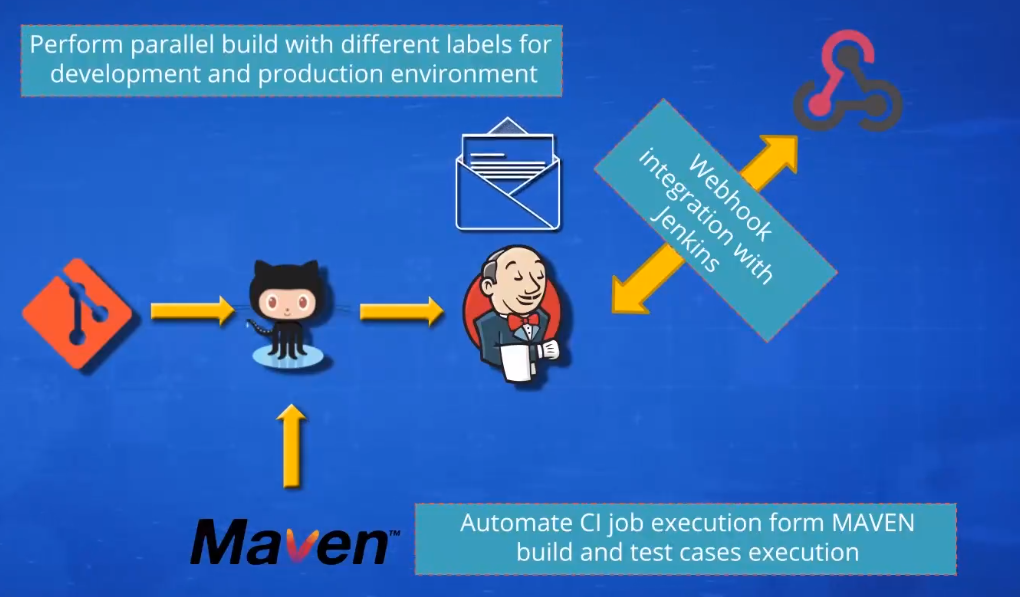 Perform parallel build with different labels for
development and production environment
Webhook
integration with
Jenkins
Maven™
Automate CI job execution form MAVEN
build and test cases execution